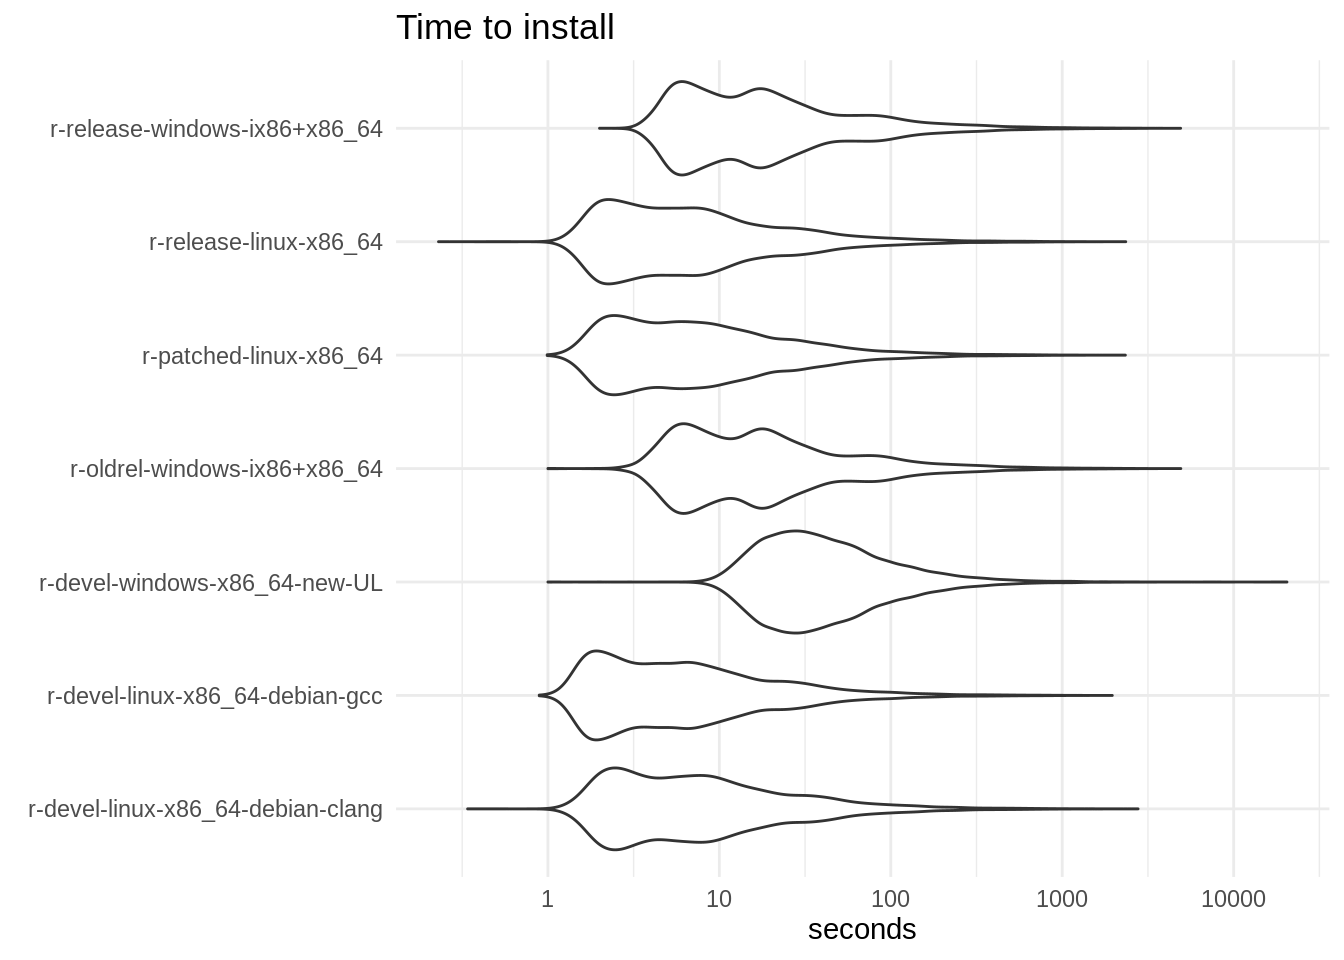 Time to install
r-release-windows-ix86+x86_64
r-release-linux-x86_64
r-patched-linux-x86_64
r-oldrel-windows-ix86+x86_64
r-devel-windows-x86_64-new-UL
r-devel-linux-x86_64-debian-gcc
r-devel-linux-x86_64-debian-clang
1 10 100 1000 10000
seconds